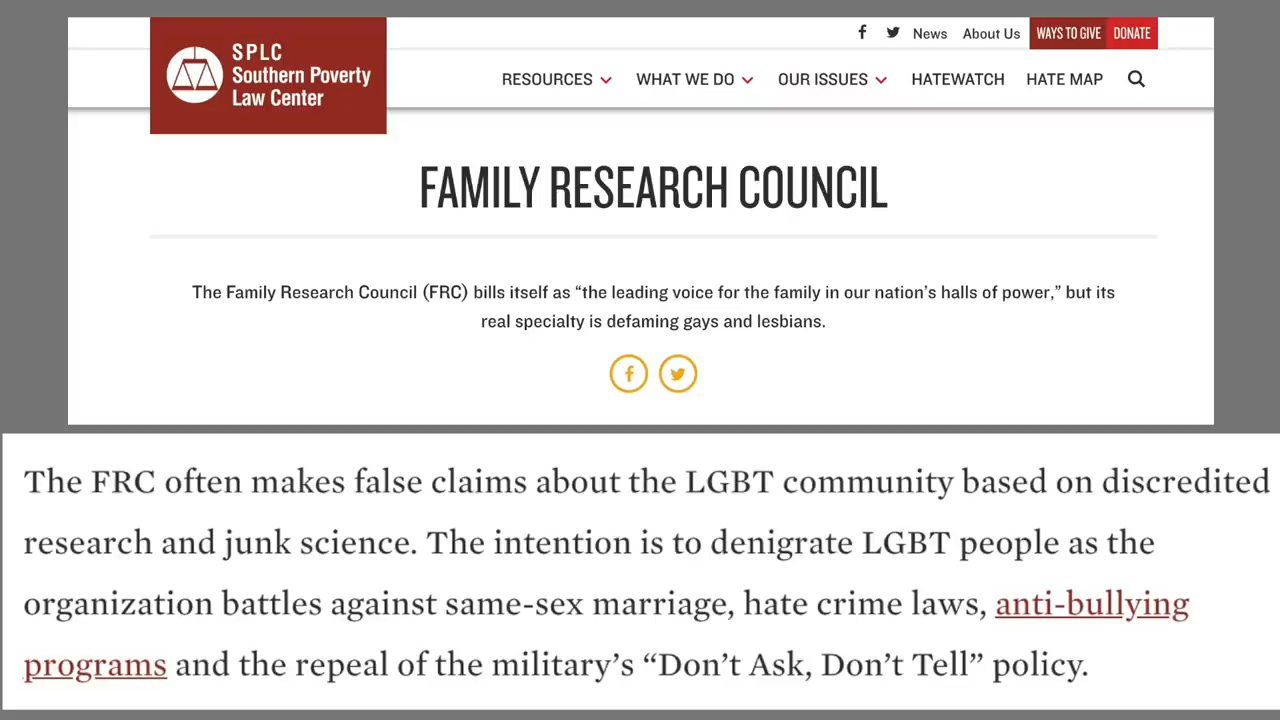 News About Us WAYS TO GIVE DONATE
SPLC
Southern Poverty
Law Center
RESOURCES WHAT WE DO OUR ISSUES HATEWATCH HATE MAP
FAMILY RESEARCH COUNCIL
The Family Research Council (FRC) bills itself as “the leading voice for the family in our nation’s halls of power,” but its
real specialty is defaming gays and lesbians.
The FRC often makes false claims about the LGBT community based on discredited
research and junk science. The intention is to denigrate LGBT people as the
organization battles against same-sex marriage, hate crime laws, anti-bullying
programs and the repeal of the military’s “Don’t Ask, Don’t Tell” policy.